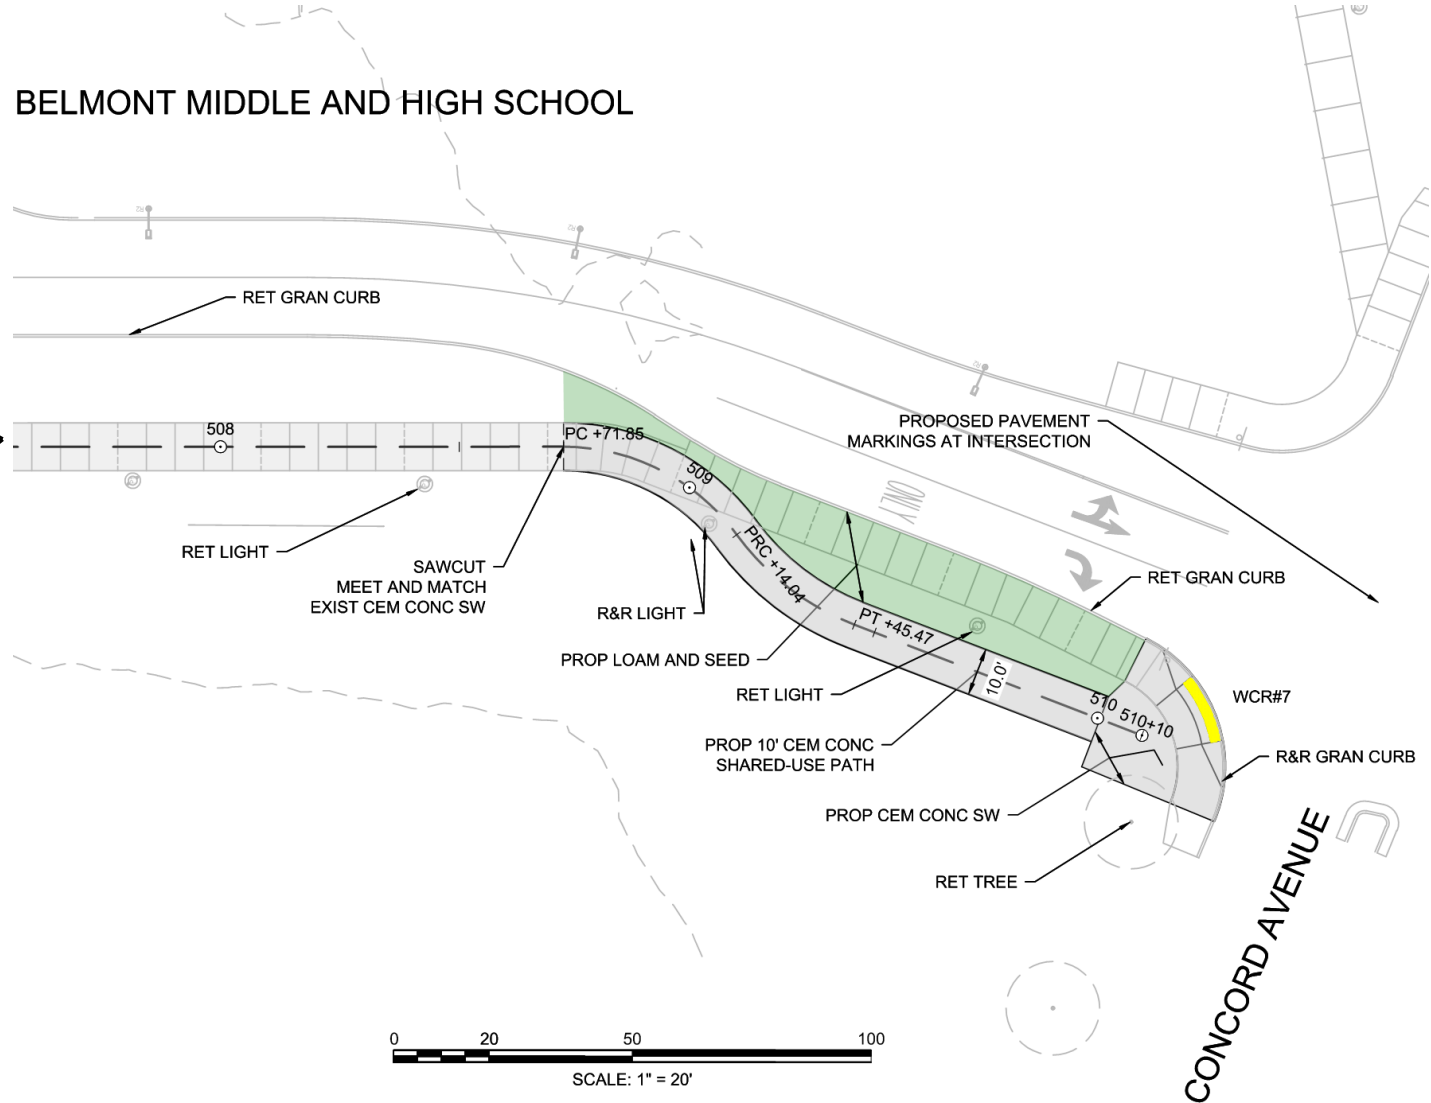 BELMONT MIDDLE AND HIGH SCHOOL
RET GRAN CURB
508
PC +71.85
509
PROPOSED PAVEMENT
MARKINGS AT INTERSECTION
ONLY
RET LIGHT
SAWCUT
MEET AND MATCH
EXIST CEM CONC SW
PRC +14.04
R&R LIGHT
RET GRAN CURB
PT +45.47
PROP LOAM AND SEED
RET LIGHT
10.0'
510
510+10
WCR#7
PROP 10' CEM CONC
SHARED-USE PATH
R&R GRAN CURB
PROP CEM CONC SW
RET TREE
CONCORD AVENUE
0 20 50 100
SCALE: 1" = 20'